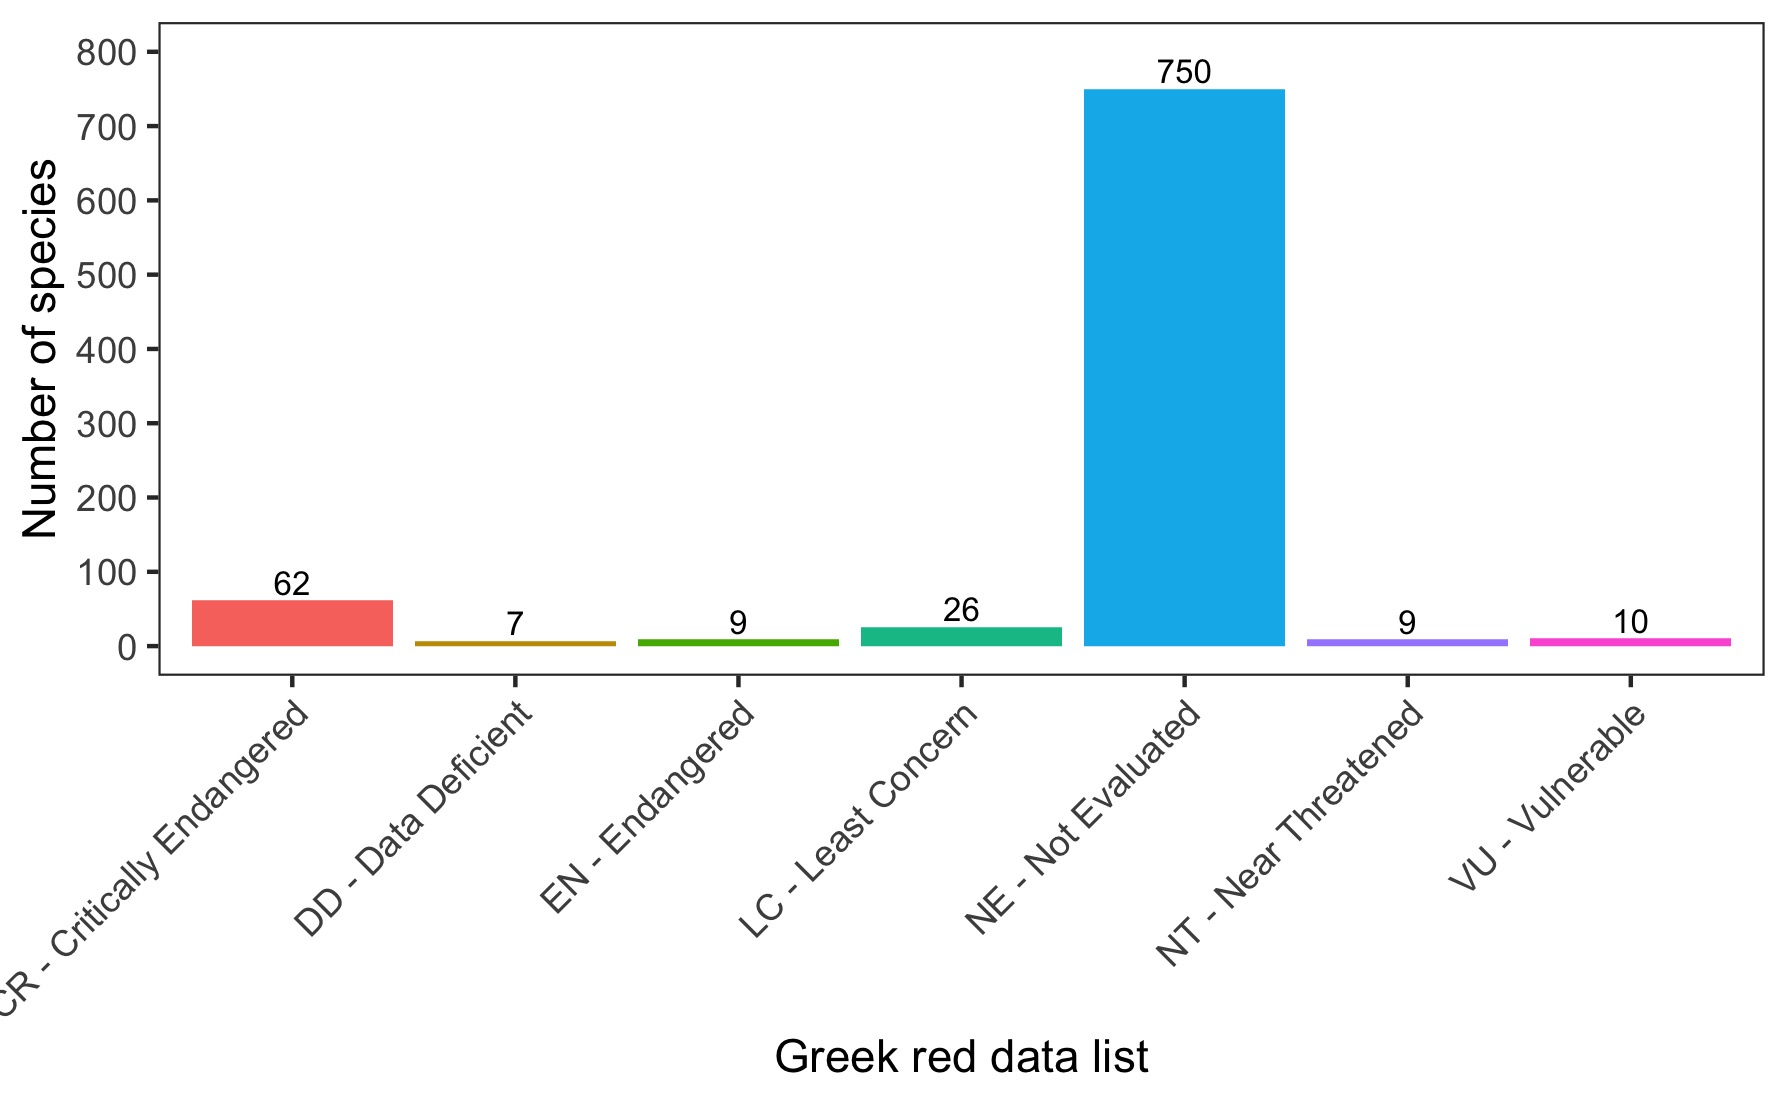 Number of species
800
700
600
500
400
300
200
100
0
62
7
9
26
750
9
10
CR - Critically Endangered
DD - Data Deficient
EN - Endangered
LC - Least Concern
NE - Not Evaluated
NT - Near Threatened
VU - Vulnerable
Greek red data list